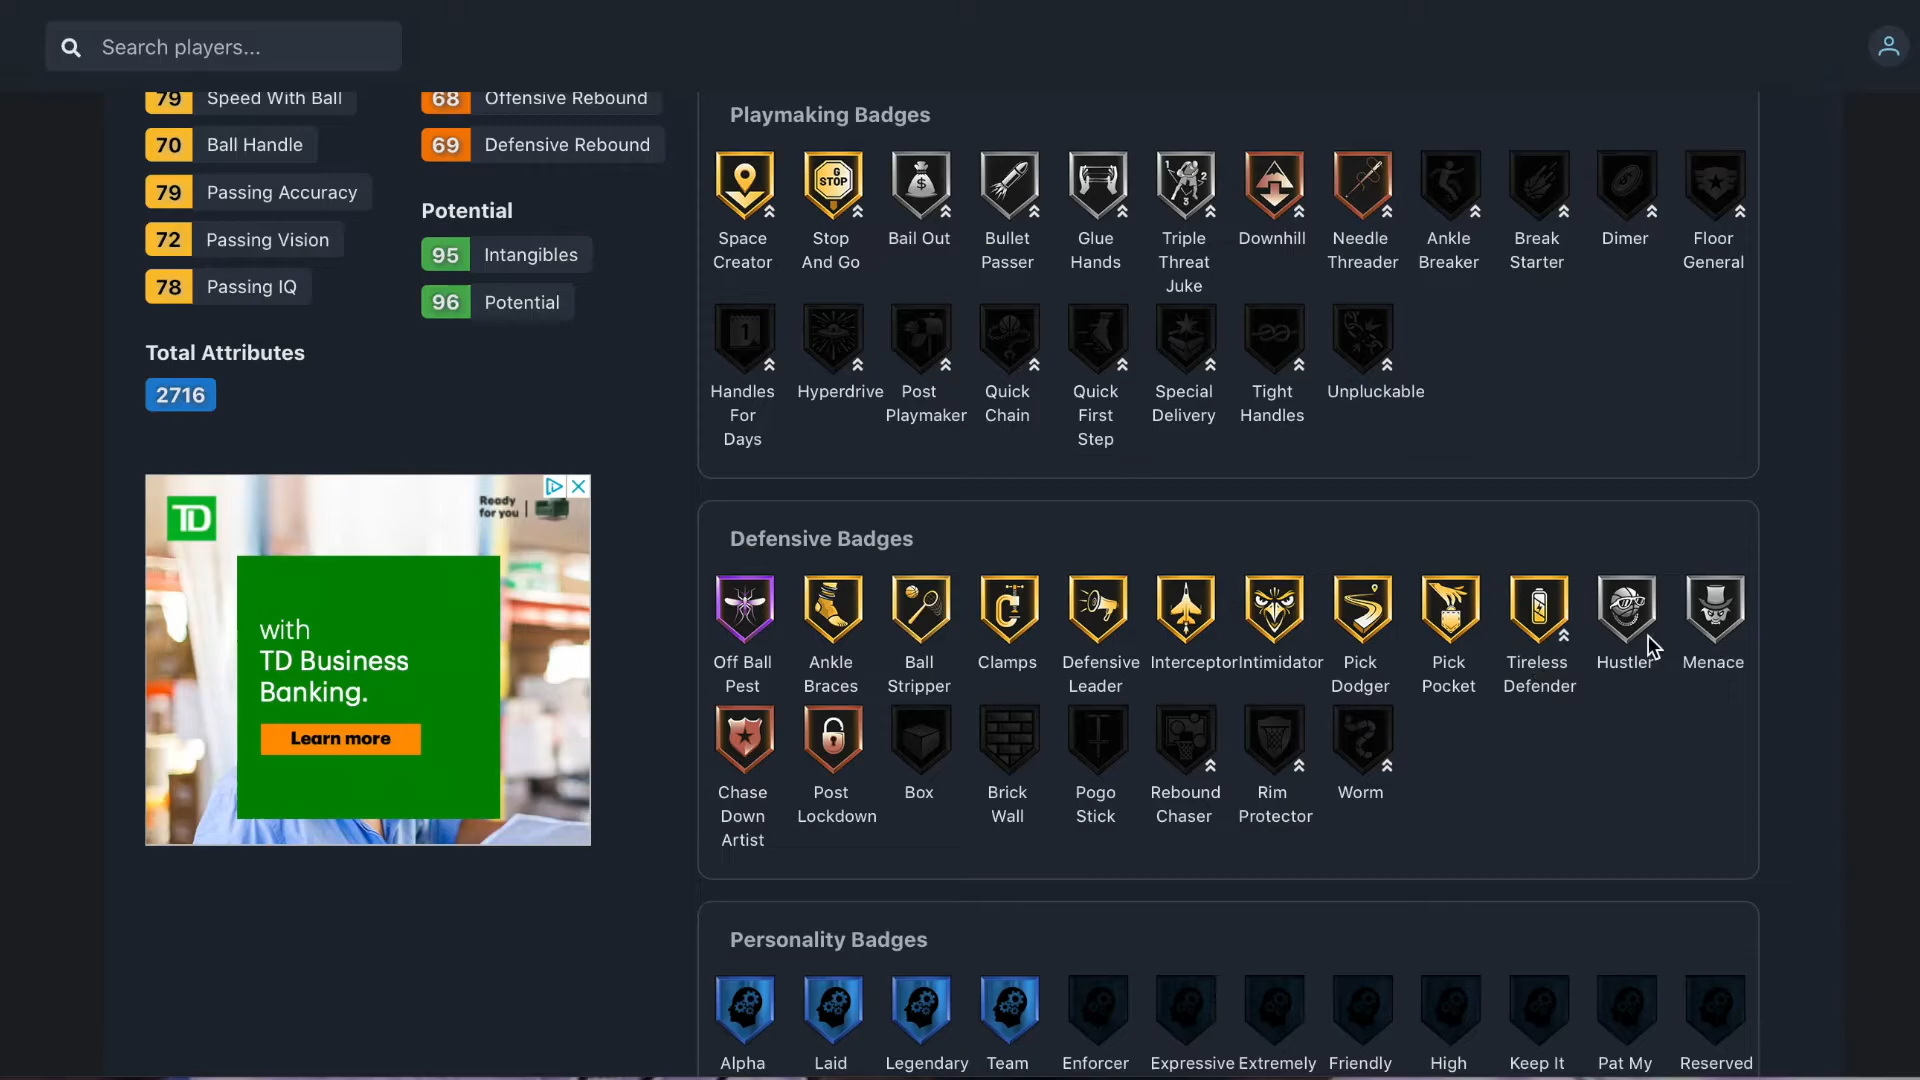 Search players...
79 Speed With Ball
70 Ball Handle
79 Passing Accuracy
72 Passing Vision
78 Passing IQ
68 Offensive Rebound
69 Defensive Rebound
Potential
95 Intangibles
96 Potential
Total Attributes
2716
TD
Ready
for you
with
TD Business
Banking.
Learn more
Playmaking Badges
G
STOP
$
1
2
3
Space
Creator
Stop
And Go
Bail Out
Bullet
Passer
Glue
Hands
Triple
Threat
Juke
Downhill
Needle
Threader
Ankle
Breaker
Break
Starter
Dimer
Floor
General
1
Handles
For
Days
Hyperdrive
Post
Playmaker
Quick
Chain
Quick
First
Step
Special
Delivery
Tight
Handles
Unpluckable
Defensive Badges
Off Ball
Pest
Ankle
Braces
Ball
Stripper
Clamps
Defensive
Leader
Interceptor
Intimidator
Pick
Dodger
Pick
Pocket
Tireless
Defender
Hustler
Menace
Chase
Down
Artist
Post
Lockdown
Box
Brick
Wall
Pogo
Stick
Rebound
Chaser
Rim
Protector
Worm
Personality Badges
Alpha
Laid
Legendary
Team
Enforcer
Expressive
Extremely
Friendly
High
Keep It
Pat My
Reserved